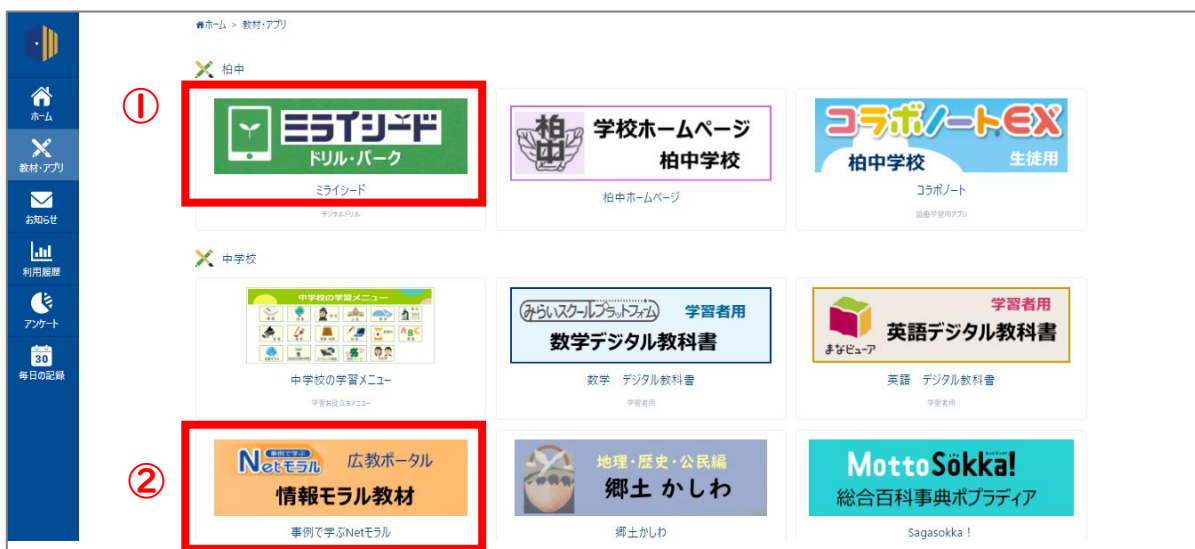 ホーム > 教材・アプリ
柏中
①
ホーム
教材・アプリ
お知らせ
利用履歴
アンケート
30
毎日の記録
ミライシード
ドリル・パーク
ミライシード
デジタルドリル
柏
中
学校ホームページ
柏中学校
柏中ホームページ
コラボノートEX
柏中学校 生徒用
コラボノート
協働学習用アプリ
中学校
中学校の学習メニュー
中学校の学習メニュー
学習お役立ちメニュー
みらいスクールプラットフォム 学習者用
数学デジタル教科書
数学 デジタル教科書
学習者用
学習者用
英語デジタル教科書
まなビューア
英語 デジタル教科書
学習者用
②
事例で学ぶ
Netモラル 広教ポータル
情報モラル教材
事例で学ぶNetモラル
地理・歴史・公民編
郷土 かしわ
郷土かしわ
MottoSokka!
総合百科事典ポプラディア
Sagasokka！